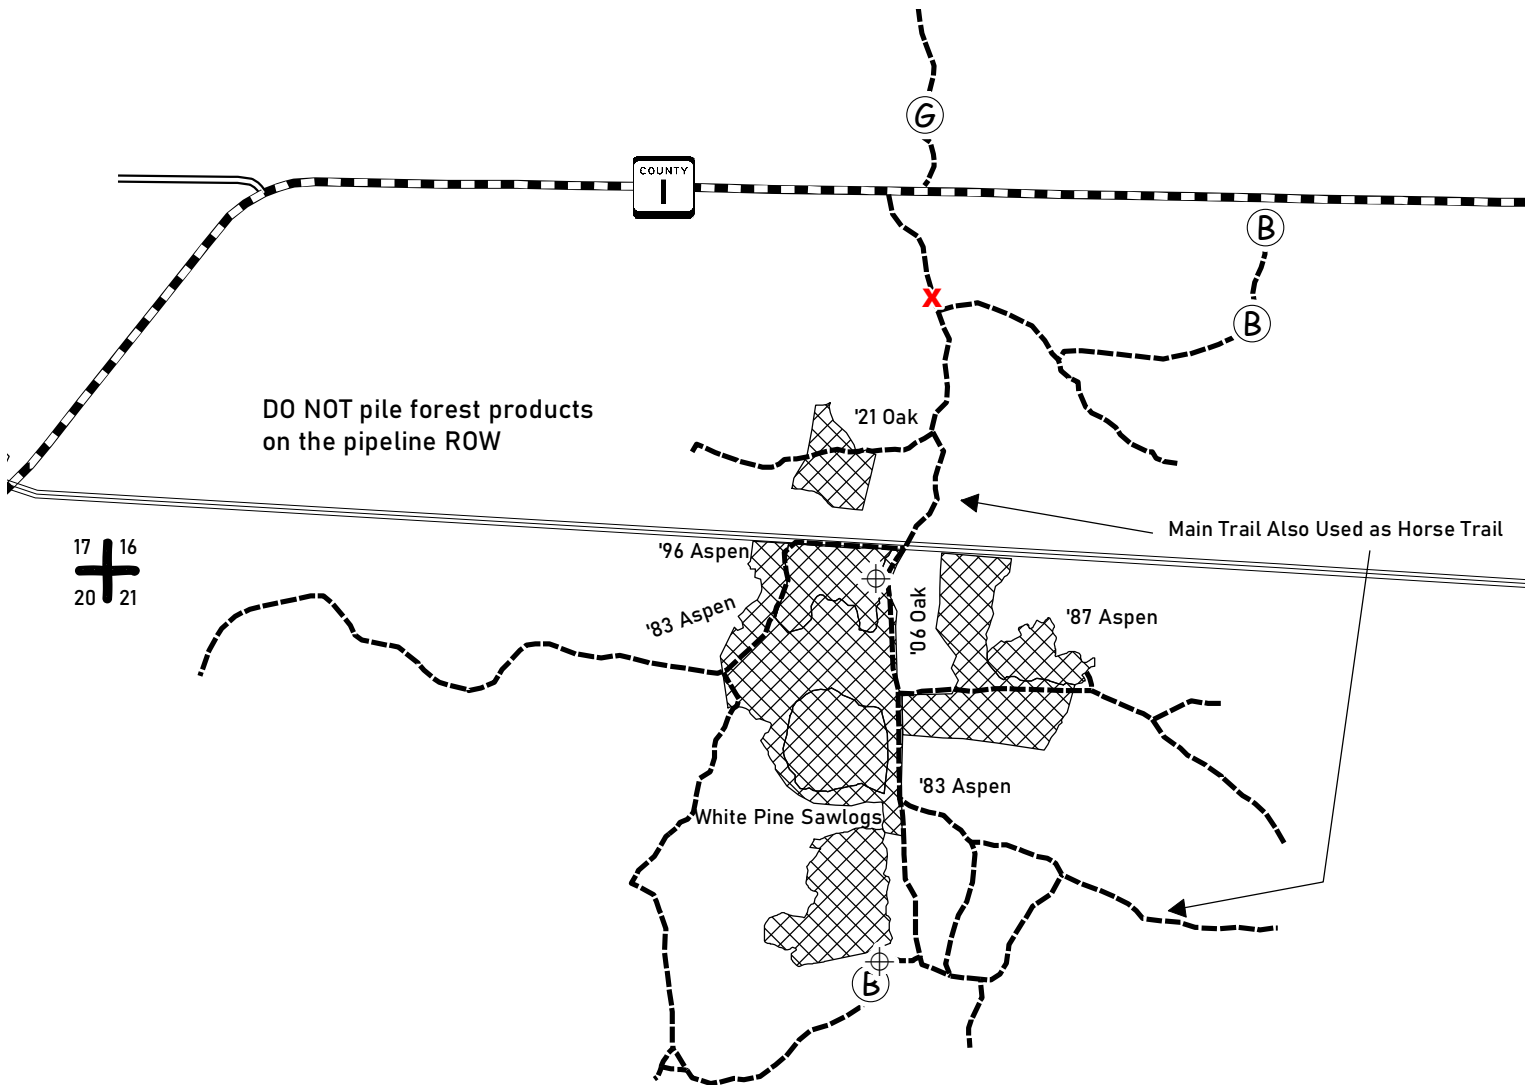 G
COUNTY
I
B
X
B
DO NOT pile forest products
on the pipeline ROW
'21 Oak
Main Trail Also Used as Horse Trail
17 16
20 21
'96 Aspen
'83 Aspen
'06 Oak
'87 Aspen
'83 Aspen
White Pine Sawlogs
B